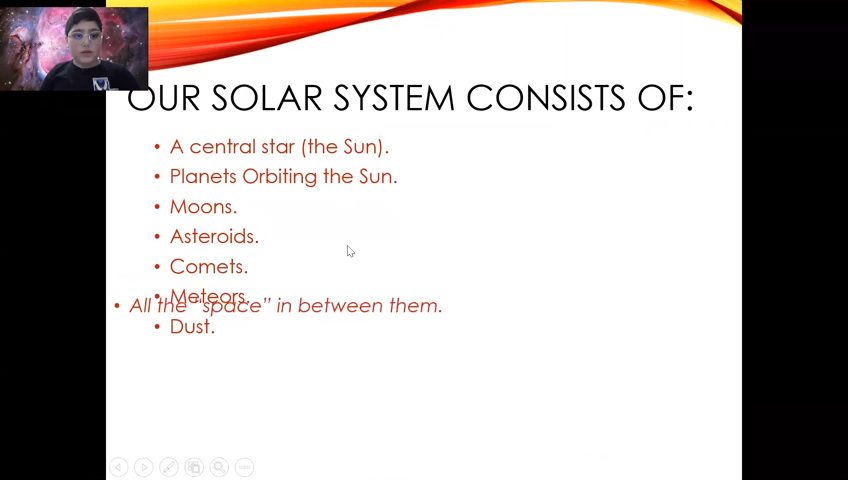 OUR SOLAR SYSTEM CONSISTS OF:
• A central star (the Sun).
• Planets Orbiting the Sun.
• Moons.
• Asteroids.
• Comets.
• Meteors.
• All the “space” in between them.
• Dust.